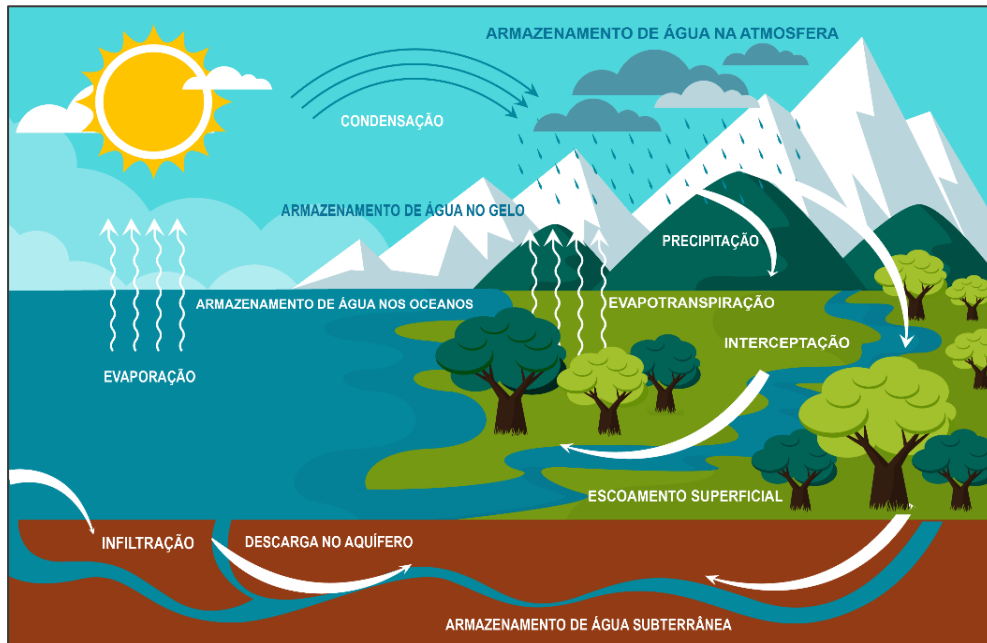 ARMAZENAMENTO DE ÁGUA NA ATMOSFERA
CONDENSAÇÃO
ARMAZENAMENTO DE ÁGUA NO GELO
PRECIPITAÇÃO
ARMAZENAMENTO DE ÁGUA NOS OCEANOS
EVAPOTRANSPIRAÇÃO
INTERCEPTAÇÃO
EVAPORAÇÃO
ESCOAMENTO SUPERFICIAL
INFILTRAÇÃO
DESCARGA NO AQUÍFERO
ARMAZENAMENTO DE ÁGUA SUBTERRÂNEA